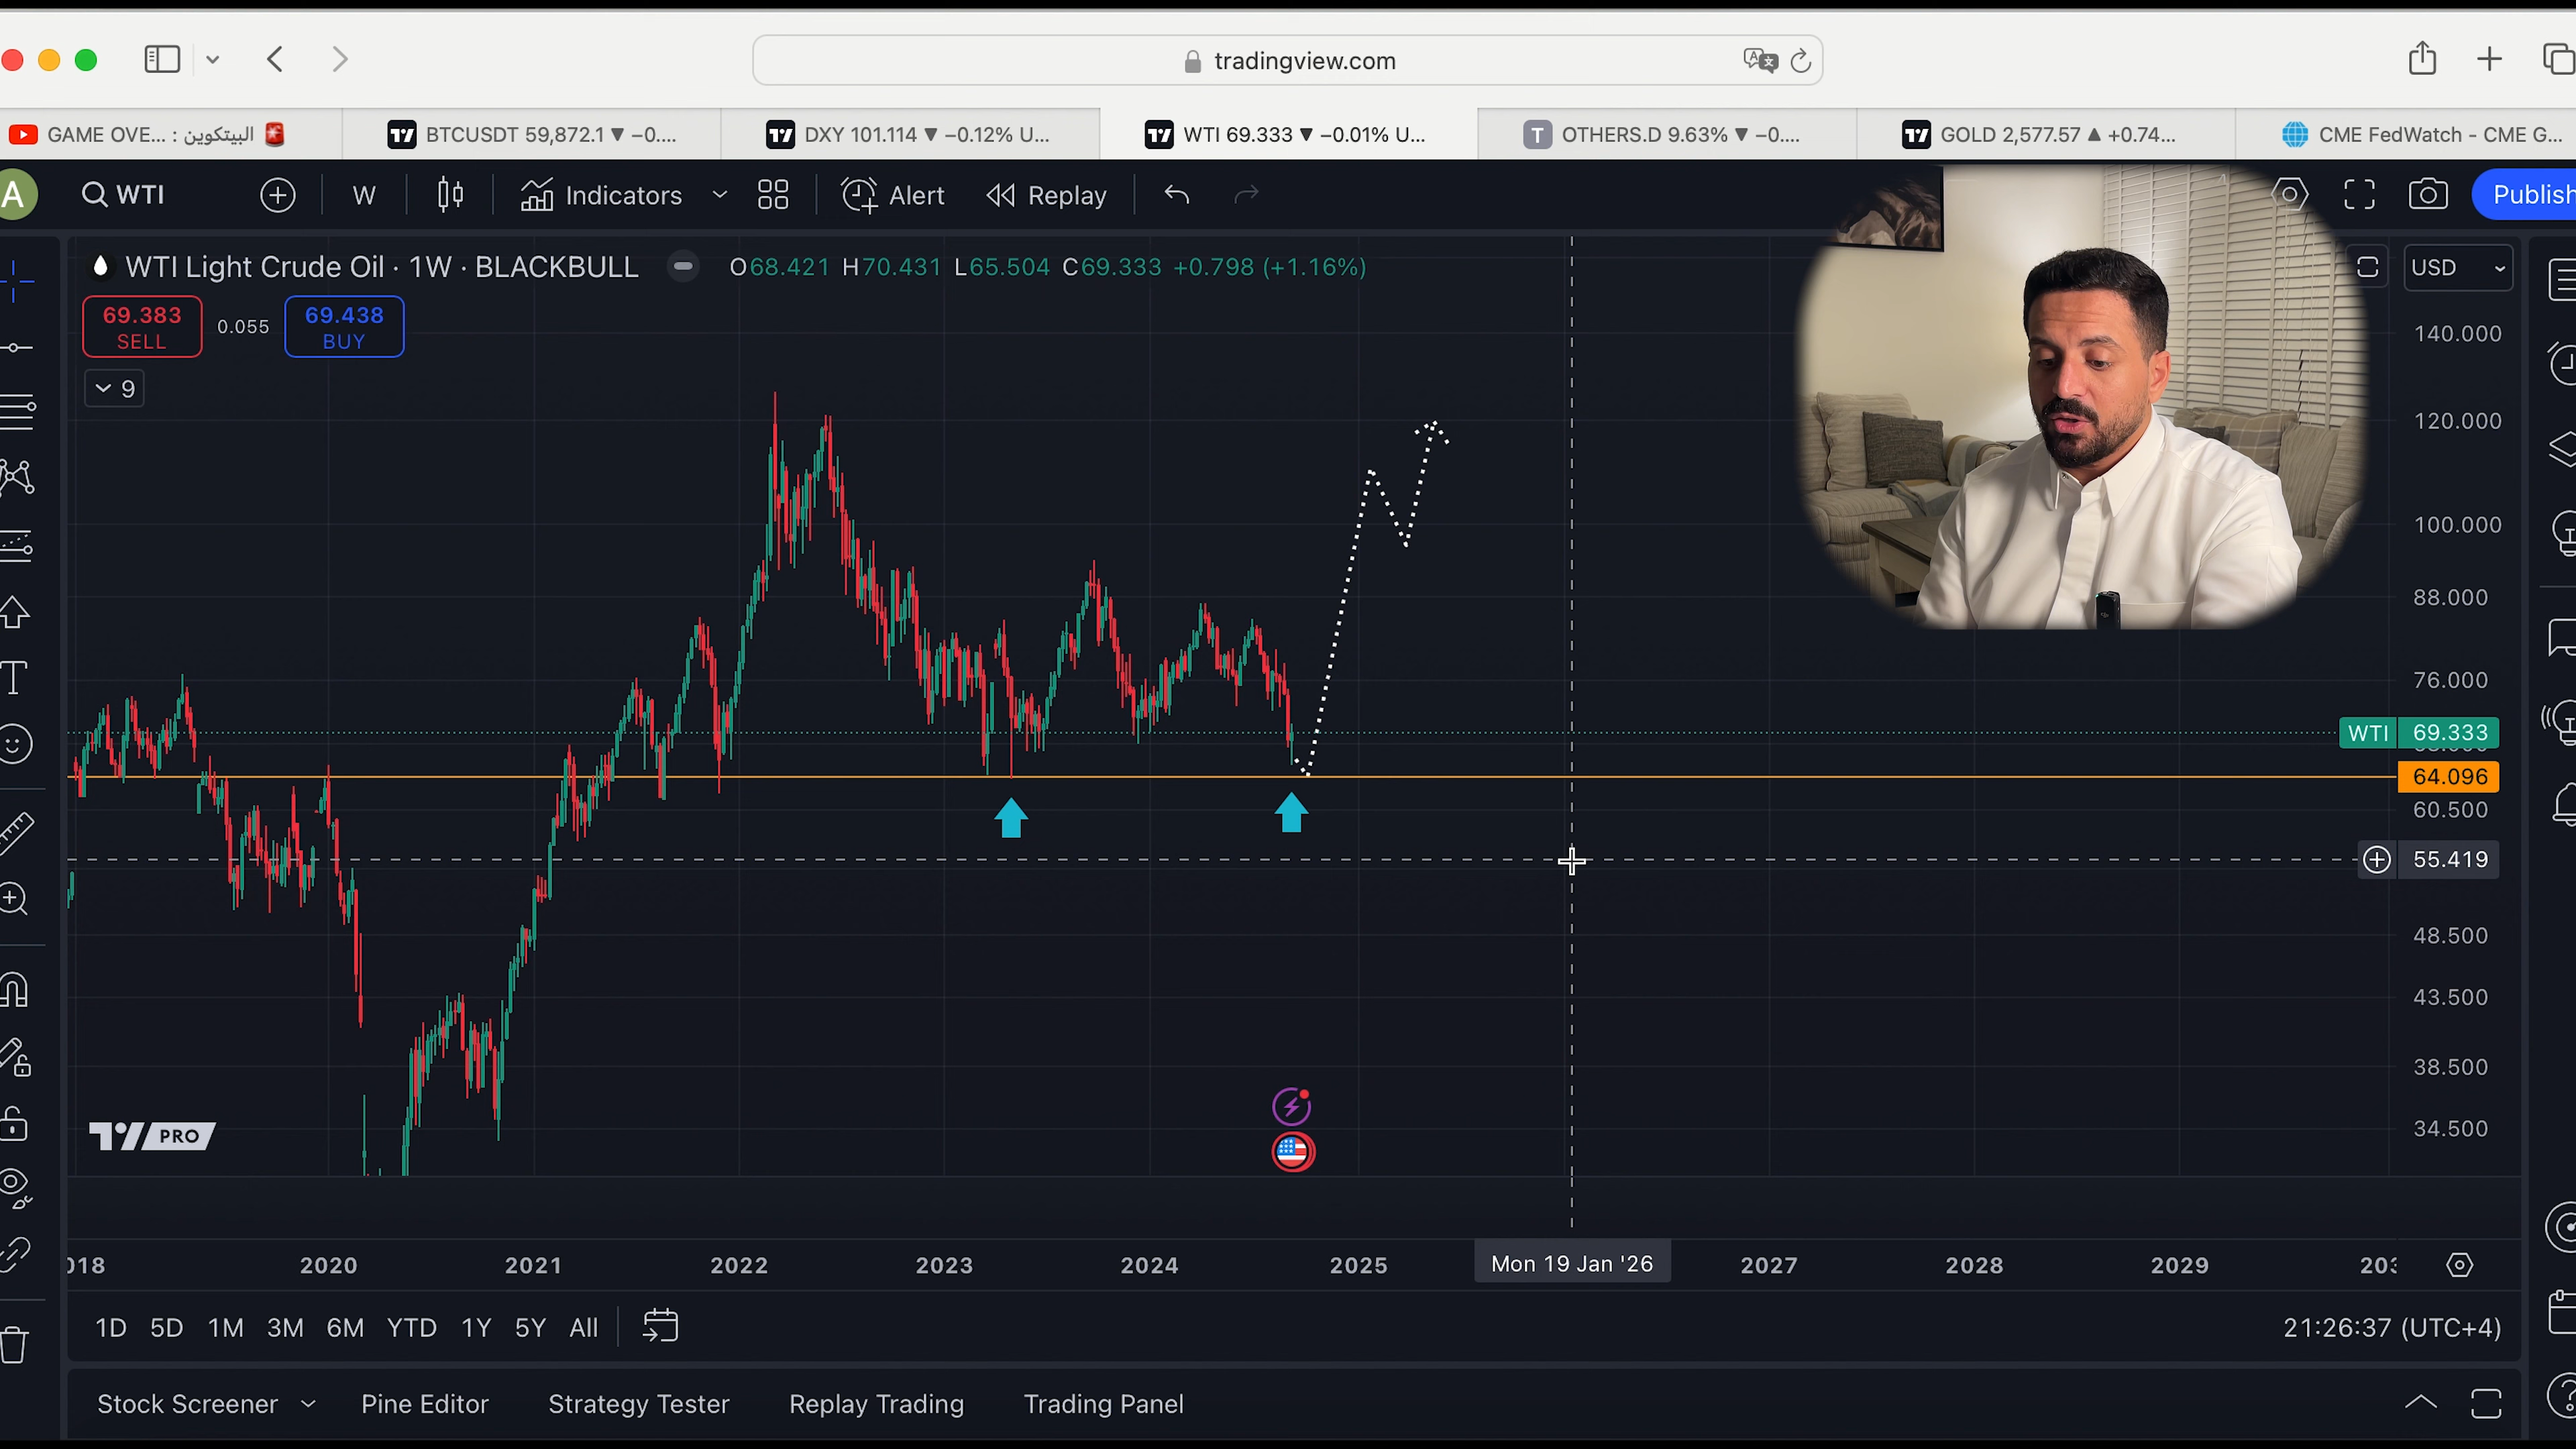 tradingview.com
GAME OVE... : البيتكوين
BTCUSDT 59,872.1 ▼ −0....
DXY 101.114 ▼ −0.12% U...
WTI 69.333 ▼ −0.01% U...
T OTHERS.D 9.63% ▼ −0....
GOLD 2,577.57 ▲ +0.74...
CME FedWatch - CME G...
A WTI W Indicators Alert Replay Publish
WTI Light Crude Oil · 1W · BLACKBULL O68.421 H70.431 L65.504 C69.333 +0.798 (+1.16%) USD
69.383 0.055 69.438
SELL BUY
9
140.000
120.000
100.000
88.000
76.000
WTI 69.333
64.096
60.500
55.419
48.500
43.500
38.500
34.500
PRO
018 2020 2021 2022 2023 2024 2025 Mon 19 Jan '26 2027 2028 2029 203
1D 5D 1M 3M 6M YTD 1Y 5Y All 21:26:37 (UTC+4)
Stock Screener Pine Editor Strategy Tester Replay Trading Trading Panel